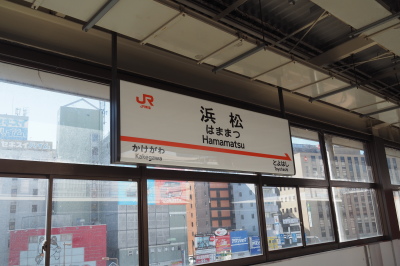 JR
浜松
はままつ
Hamamatsu
かけがわ
Kakegawa
とよはし
Toyohashi